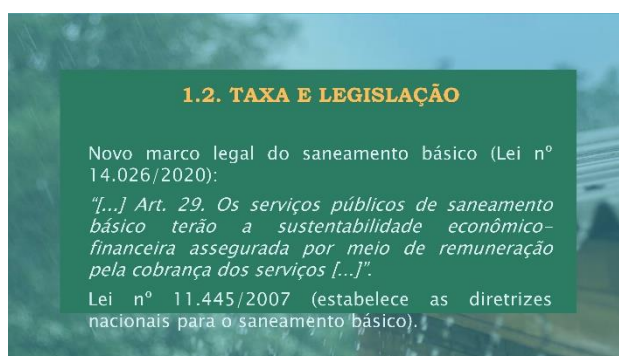 1.2. TAXA E LEGISLAÇÃO
Novo marco legal do saneamento básico (Lei nº
14.026/2020):
“[...] Art. 29. Os serviços públicos de saneamento
básico terão a sustentabilidade econômico-
financeira assegurada por meio de remuneração
pela cobrança dos serviços [...]”.
Lei nº 11.445/2007 (estabelece as diretrizes
nacionais para o saneamento básico).